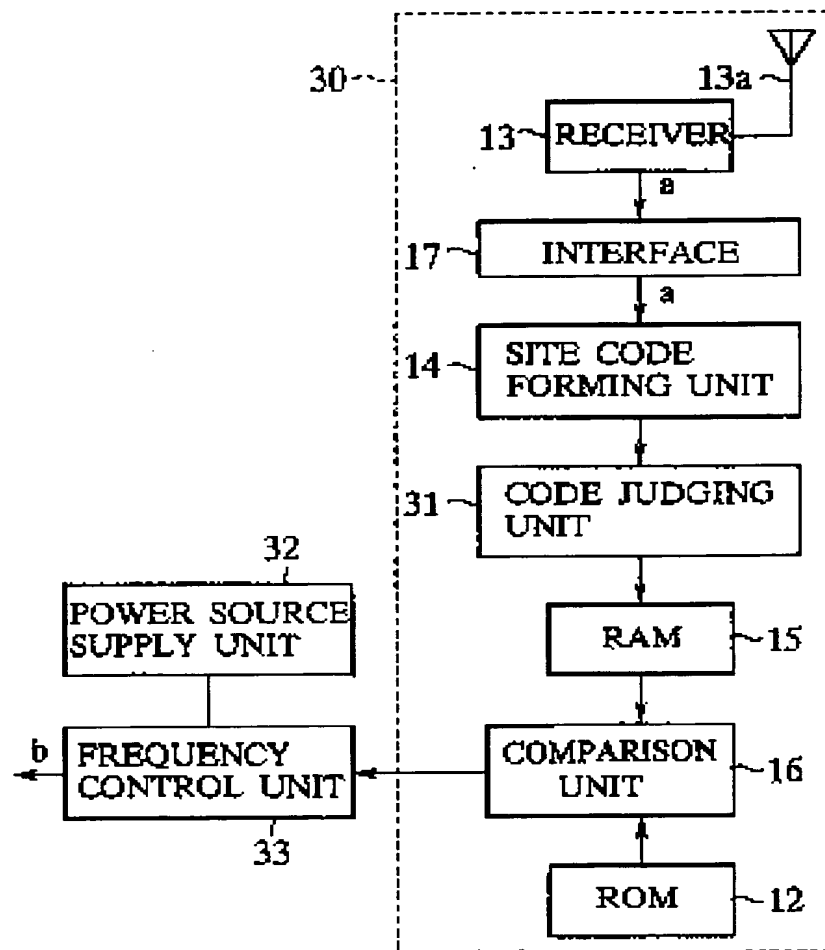 30
13a
13
RECEIVER
a
17
INTERFACE
a
14
SITE CODE
FORMING UNIT
31
CODE JUDGING
UNIT
32
POWER SOURCE
SUPPLY UNIT
RAM
15
b
FREQUENCY
CONTROL UNIT
33
COMPARISON
UNIT
16
ROM
12